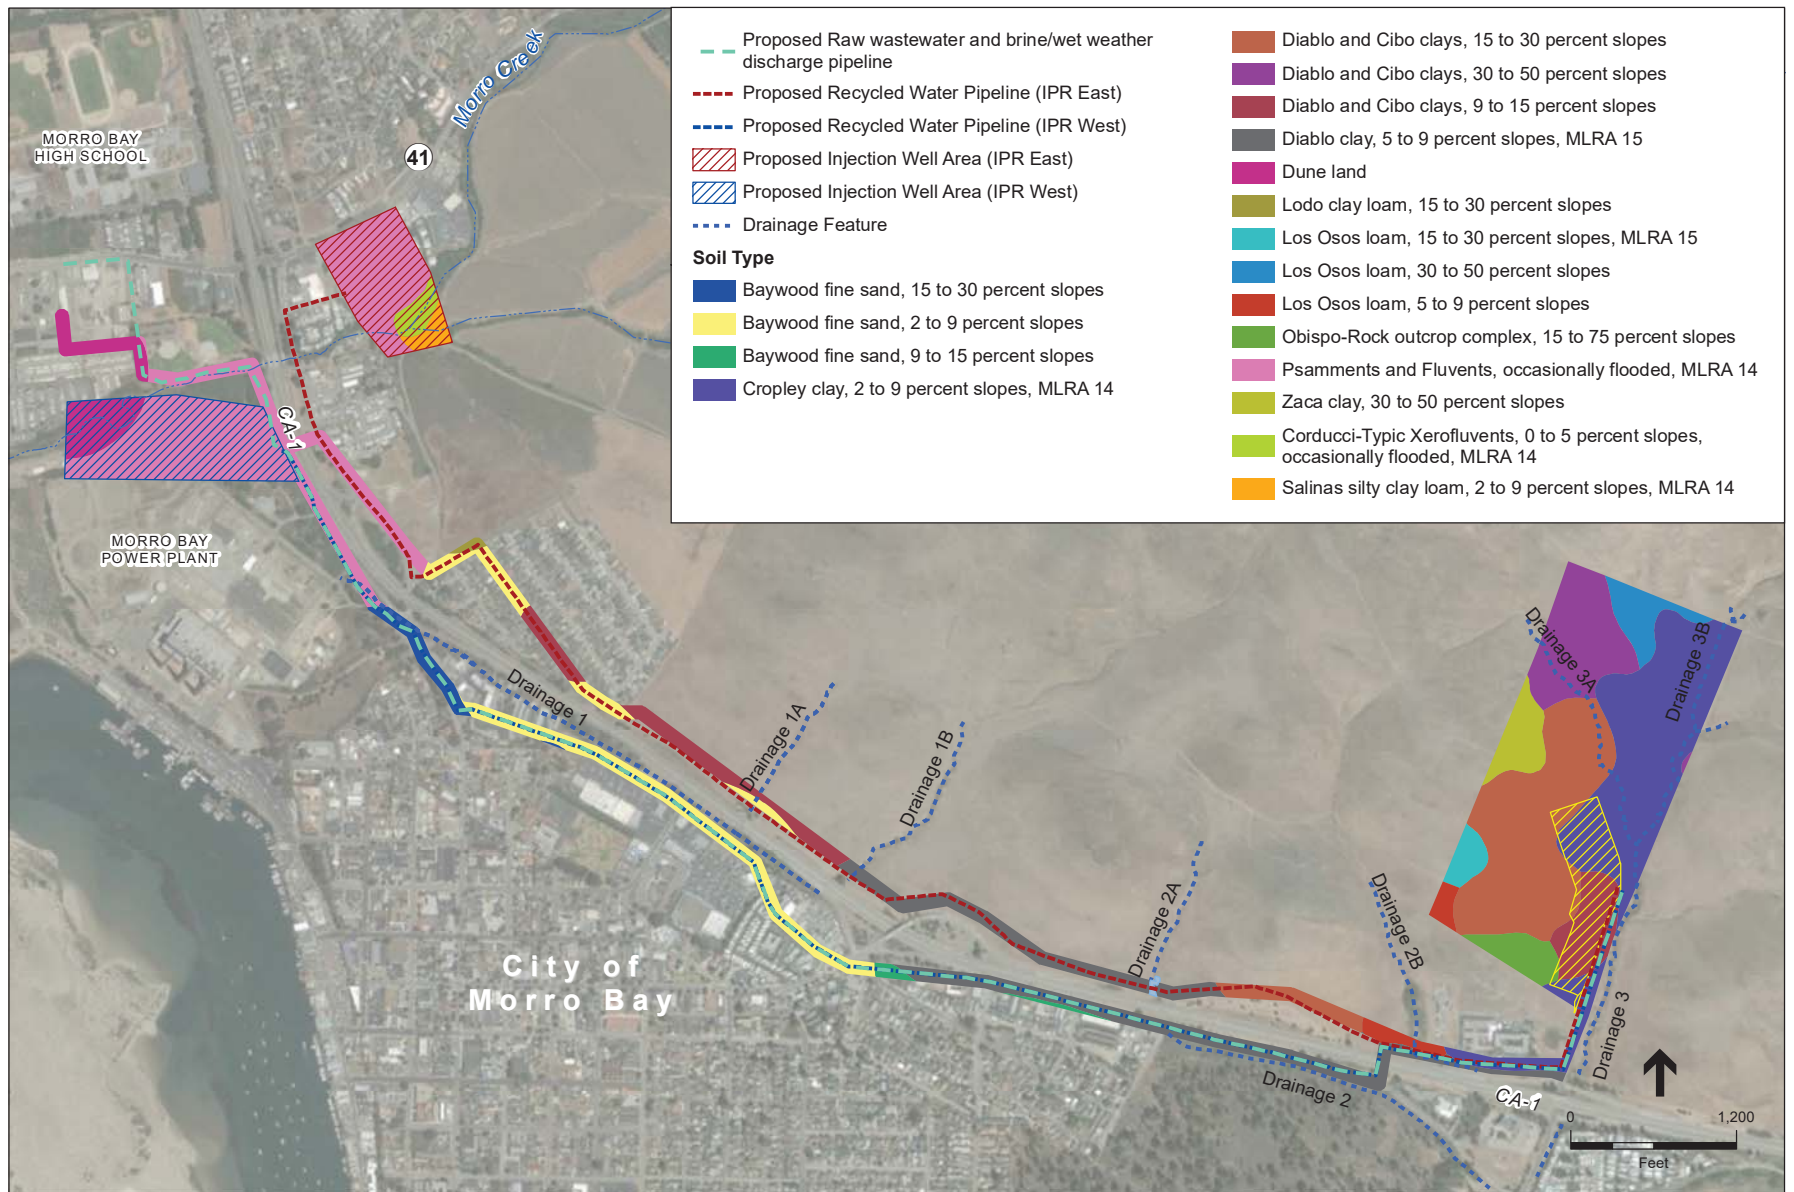 Proposed Raw wastewater and brine/wet weather
discharge pipeline
Proposed Recycled Water Pipeline (IPR East)
Proposed Recycled Water Pipeline (IPR West)
Proposed Injection Well Area (IPR East)
Proposed Injection Well Area (IPR West)
Drainage Feature
Soil Type
Baywood fine sand, 15 to 30 percent slopes
Baywood fine sand, 2 to 9 percent slopes
Baywood fine sand, 9 to 15 percent slopes
Cropley clay, 2 to 9 percent slopes, MLRA 14
Diablo and Cibo clays, 15 to 30 percent slopes
Diablo and Cibo clays, 30 to 50 percent slopes
Diablo and Cibo clays, 9 to 15 percent slopes
Diablo clay, 5 to 9 percent slopes, MLRA 15
Dune land
Lodo clay loam, 15 to 30 percent slopes
Los Osos loam, 15 to 30 percent slopes, MLRA 15
Los Osos loam, 30 to 50 percent slopes
Los Osos loam, 5 to 9 percent slopes
Obispo-Rock outcrop complex, 15 to 75 percent slopes
Psamments and Fluvents, occasionally flooded, MLRA 14
Zaca clay, 30 to 50 percent slopes
Corducci-Typic Xerofluvents, 0 to 5 percent slopes,
occasionally flooded, MLRA 14
Salinas silty clay loam, 2 to 9 percent slopes, MLRA 14
Morro Creek
MORRO BAY
HIGH SCHOOL
41
CA-1
MORRO BAY
POWER PLANT
Drainage 1
Drainage 1A
Drainage 1B
Drainage 2A
Drainage 2B
Drainage 3A
Drainage 3B
City of
Morro Bay
Drainage 2
Drainage 3
CA-1
0
1,200
Feet